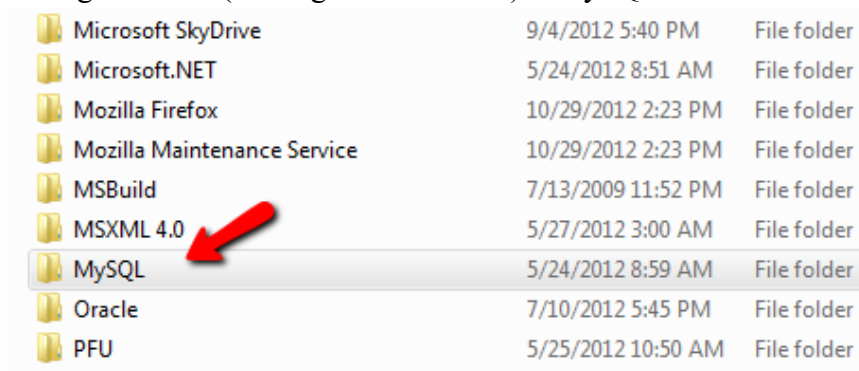 Microsoft SkyDrive 9/4/2012 5:40 PM File folder
Microsoft.NET 5/24/2012 8:51 AM File folder
Mozilla Firefox 10/29/2012 2:23 PM File folder
Mozilla Maintenance Service 10/29/2012 2:23 PM File folder
MSBuild 7/13/2009 11:52 PM File folder
MSXML 4.0 5/27/2012 3:00 AM File folder
MySQL 5/24/2012 8:59 AM File folder
Oracle 7/10/2012 5:45 PM File folder
PFU 5/25/2012 10:50 AM File folder